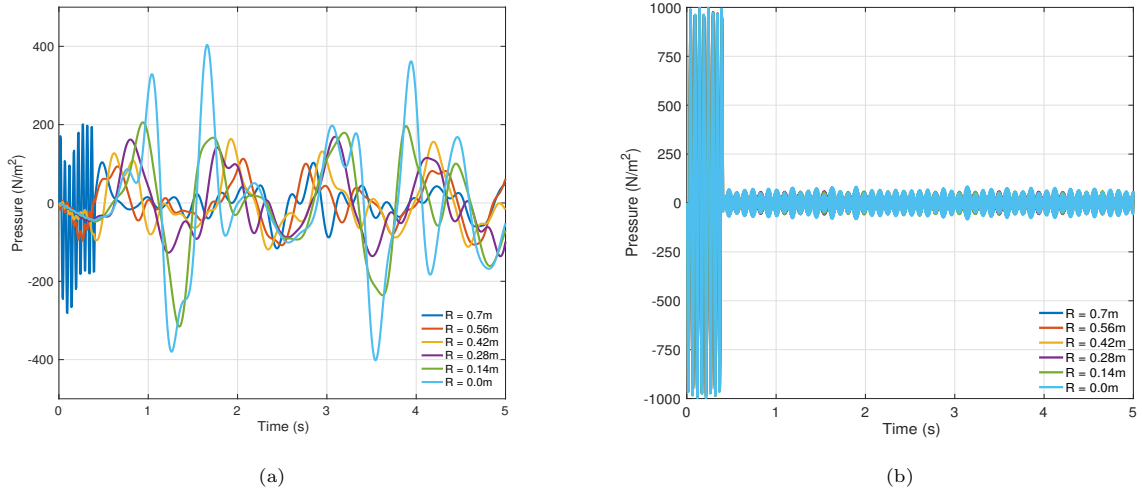 400
200
0
-200
-400
Pressure (N/m²)
0 1 2 3 4 5
Time (s)
R = 0.7m
R = 0.56m
R = 0.42m
R = 0.28m
R = 0.14m
R = 0.0m
(a)
1000
750
500
250
0
-250
-500
-750
-1000
Pressure (N/m²)
0 1 2 3 4 5
Time (s)
R = 0.7m
R = 0.56m
R = 0.42m
R = 0.28m
R = 0.14m
R = 0.0m
(b)